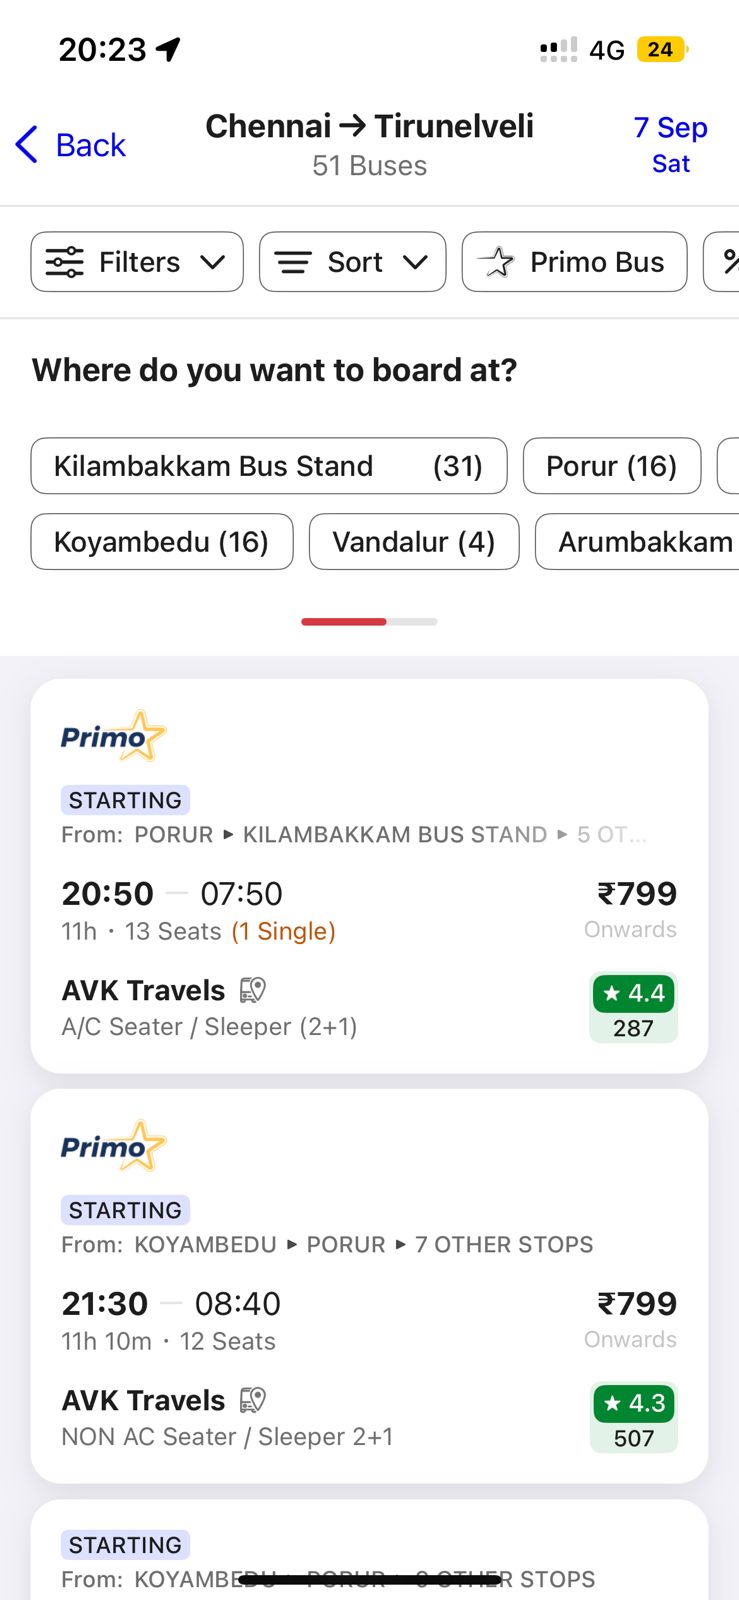 20:23 4G 24
Back Chennai → Tirunelveli 7 Sep
51 Buses Sat
Filters Sort Primo Bus %
Where do you want to board at?
Kilambakkam Bus Stand (31) Porur (16)
Koyambedu (16) Vandalur (4) Arumbakkam
Primo
STARTING
From: PORUR ▸ KILAMBAKKAM BUS STAND ▸ 5 OT...
20:50 — 07:50 ₹799
11h · 13 Seats (1 Single) Onwards
AVK Travels ★ 4.4
A/C Seater / Sleeper (2+1) 287
Primo
STARTING
From: KOYAMBEDU ▸ PORUR ▸ 7 OTHER STOPS
21:30 — 08:40 ₹799
11h 10m · 12 Seats Onwards
AVK Travels ★ 4.3
NON AC Seater / Sleeper 2+1 507
STARTING
From: KOYAMBEDU ▸ PORUR ▸ OTHER STOPS